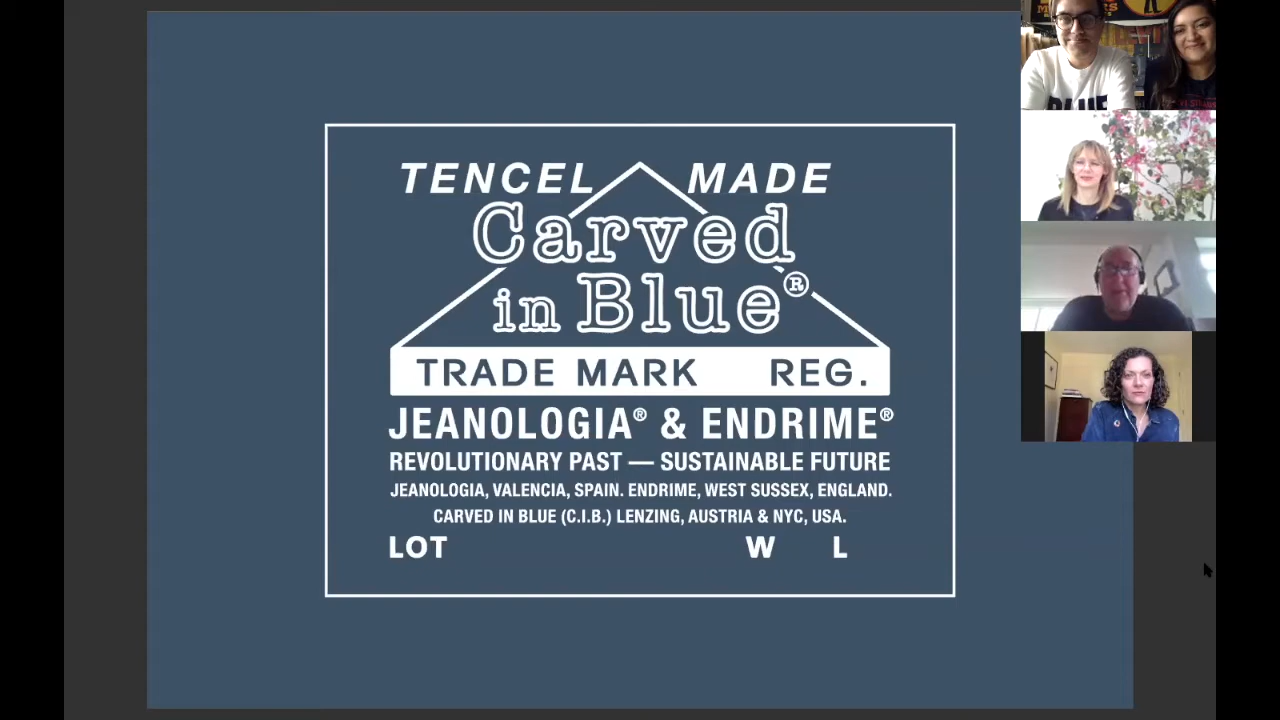 TENCEL MADE
Carved
in Blue®
TRADE MARK REG.
JEANOLOGIA® & ENDRIME®
REVOLUTIONARY PAST — SUSTAINABLE FUTURE
JEANOLOGIA, VALENCIA, SPAIN. ENDRIME, WEST SUSSEX, ENGLAND.
CARVED IN BLUE (C.I.B.) LENZING, AUSTRIA & NYC, USA.
LOT W L